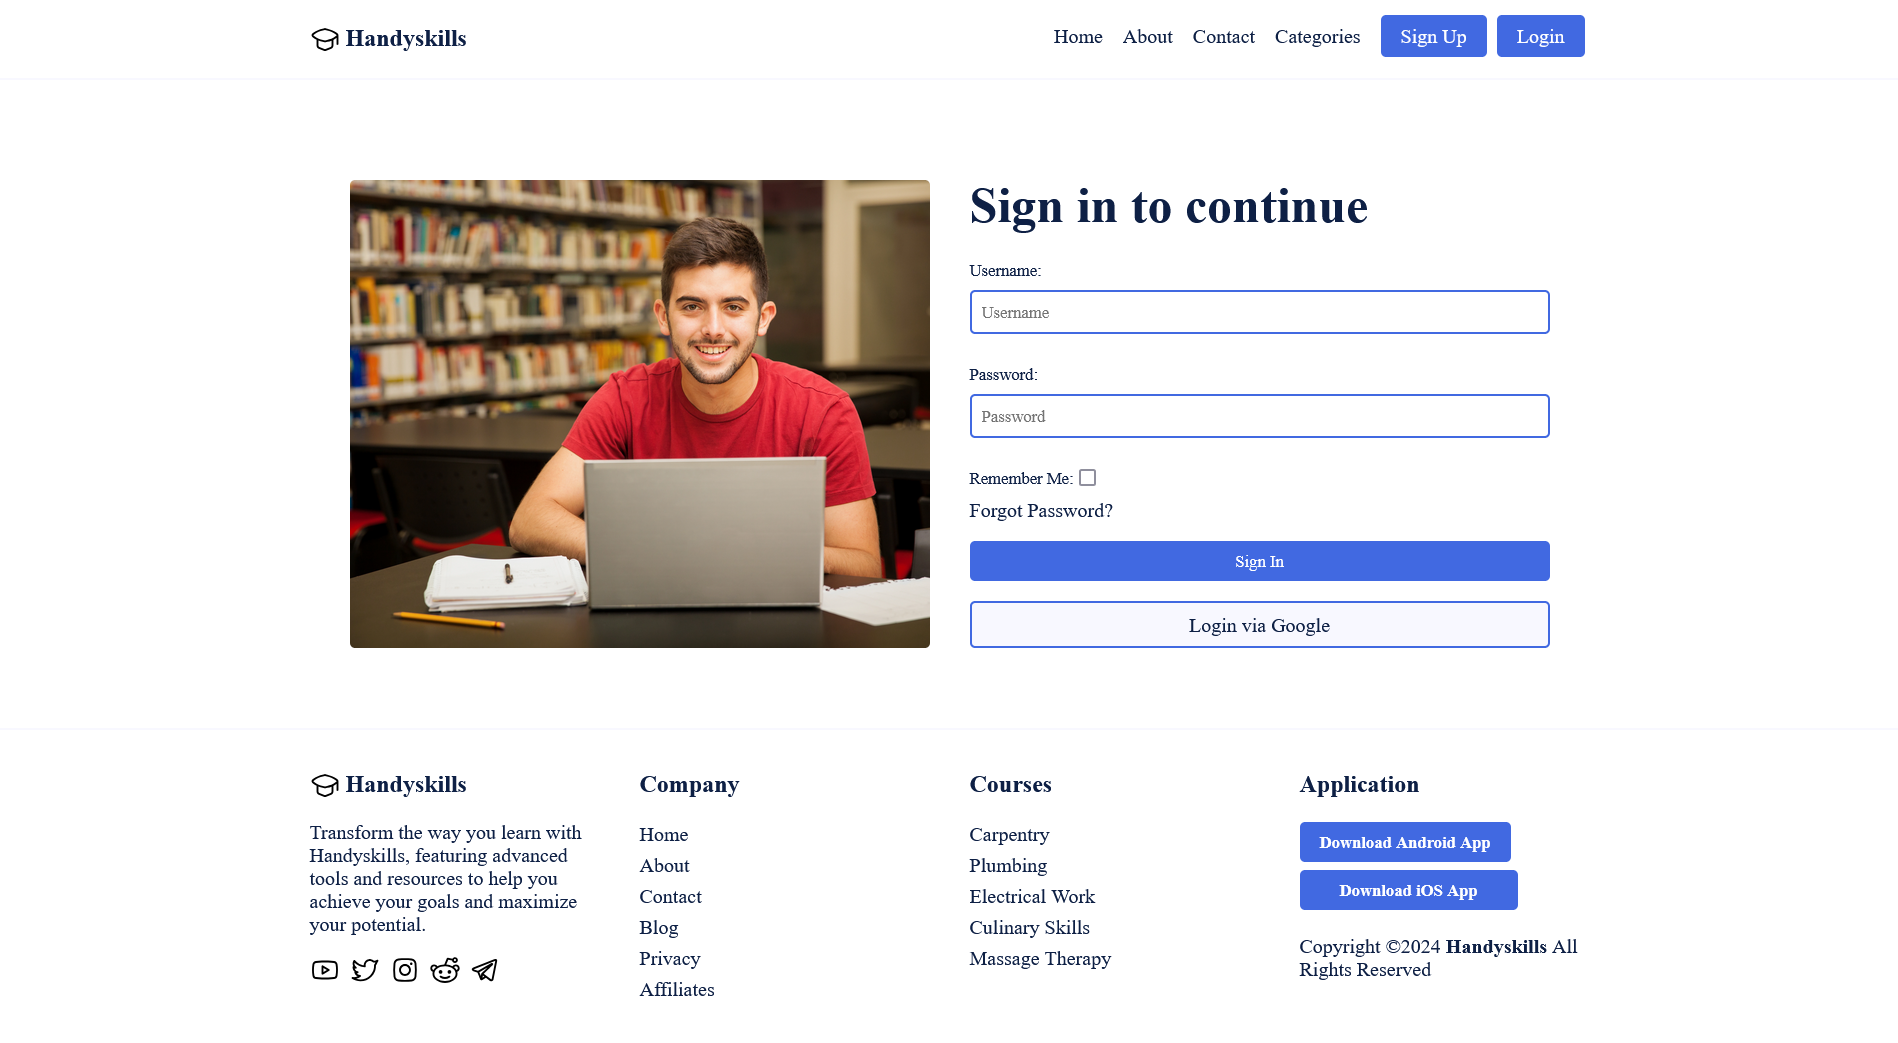 Handyskills
Home About Contact Categories Sign Up Login
Sign in to continue
Username:
Username
Password:
Password
Remember Me:
Forgot Password?
Sign In
Login via Google
Handyskills
Transform the way you learn with
Handyskills, featuring advanced
tools and resources to help you
achieve your goals and maximize
your potential.
Company
Home
About
Contact
Blog
Privacy
Affiliates
Courses
Carpentry
Plumbing
Electrical Work
Culinary Skills
Massage Therapy
Application
Download Android App
Download iOS App
Copyright ©2024 Handyskills All
Rights Reserved